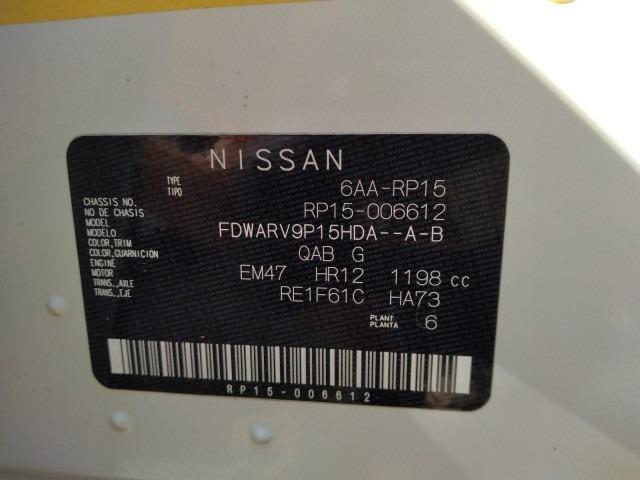 NISSAN
TYPE
TIPO 6AA-RP15
CHASSIS NO.
NO DE CHASIS RP15-006612
MODEL
MODELO FDWARV9P15HDA--A-B
COLOR,TRIM
COLOR,GUARNICION QAB G
ENGINE
MOTOR EM47 HR12 1198 cc
TRANS.,AXLE
TRANS.,EJE RE1F61C HA73
PLANT
PLANTA 6
RP15-006612